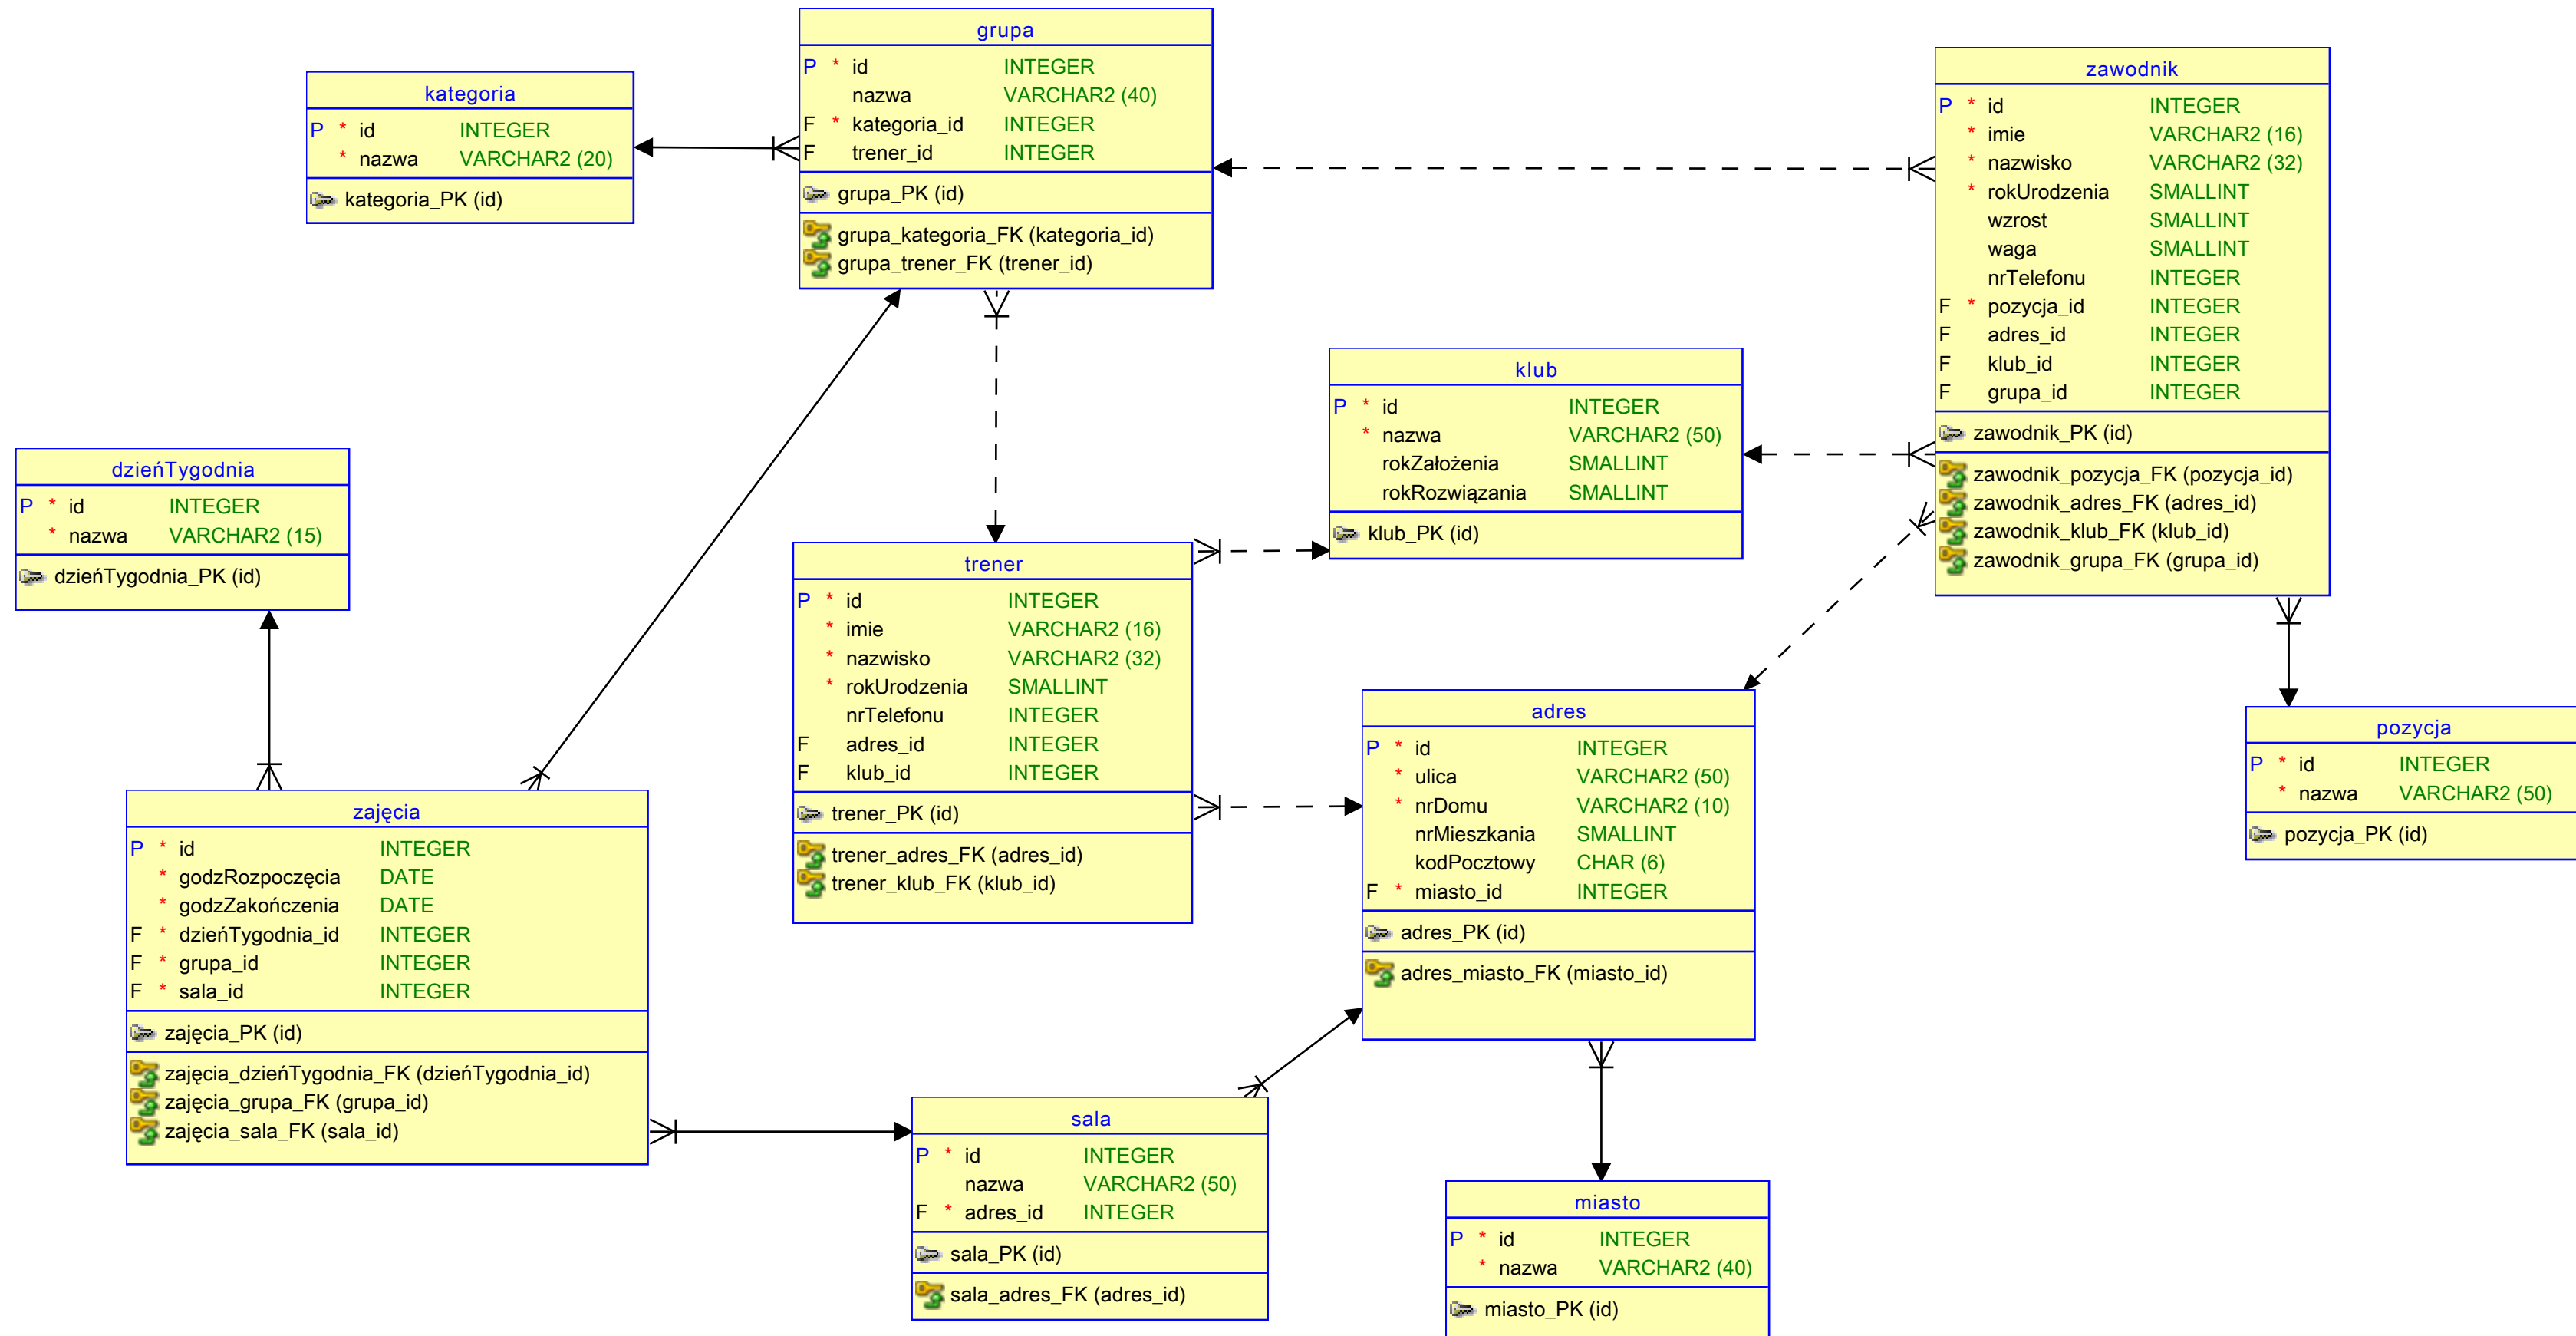 grupa
P * id INTEGER
nazwa VARCHAR2 (40)
F * kategoria_id INTEGER
F trener_id INTEGER
grupa_PK (id)
grupa_kategoria_FK (kategoria_id)
grupa_trener_FK (trener_id)
kategoria
P * id INTEGER
* nazwa VARCHAR2 (20)
kategoria_PK (id)
zawodnik
P * id INTEGER
* imie VARCHAR2 (16)
* nazwisko VARCHAR2 (32)
* rokUrodzenia SMALLINT
wzrost SMALLINT
waga SMALLINT
nrTelefonu INTEGER
F * pozycja_id INTEGER
F adres_id INTEGER
F klub_id INTEGER
F grupa_id INTEGER
zawodnik_PK (id)
zawodnik_pozycja_FK (pozycja_id)
zawodnik_adres_FK (adres_id)
zawodnik_klub_FK (klub_id)
zawodnik_grupa_FK (grupa_id)
klub
P * id INTEGER
* nazwa VARCHAR2 (50)
rokZałożenia SMALLINT
rokRozwiązania SMALLINT
klub_PK (id)
dzieńTygodnia
P * id INTEGER
* nazwa VARCHAR2 (15)
dzieńTygodnia_PK (id)
trener
P * id INTEGER
* imie VARCHAR2 (16)
* nazwisko VARCHAR2 (32)
* rokUrodzenia SMALLINT
nrTelefonu INTEGER
F adres_id INTEGER
F klub_id INTEGER
trener_PK (id)
trener_adres_FK (adres_id)
trener_klub_FK (klub_id)
adres
P * id INTEGER
* ulica VARCHAR2 (50)
* nrDomu VARCHAR2 (10)
nrMieszkania SMALLINT
kodPocztowy CHAR (6)
F * miasto_id INTEGER
adres_PK (id)
adres_miasto_FK (miasto_id)
pozycja
P * id INTEGER
* nazwa VARCHAR2 (50)
pozycja_PK (id)
zajęcia
P * id INTEGER
* godzRozpoczęcia DATE
* godzZakończenia DATE
F * dzieńTygodnia_id INTEGER
F * grupa_id INTEGER
F * sala_id INTEGER
zajęcia_PK (id)
zajęcia_dzieńTygodnia_FK (dzieńTygodnia_id)
zajęcia_grupa_FK (grupa_id)
zajęcia_sala_FK (sala_id)
sala
P * id INTEGER
nazwa VARCHAR2 (50)
F * adres_id INTEGER
sala_PK (id)
sala_adres_FK (adres_id)
miasto
P * id INTEGER
* nazwa VARCHAR2 (40)
miasto_PK (id)